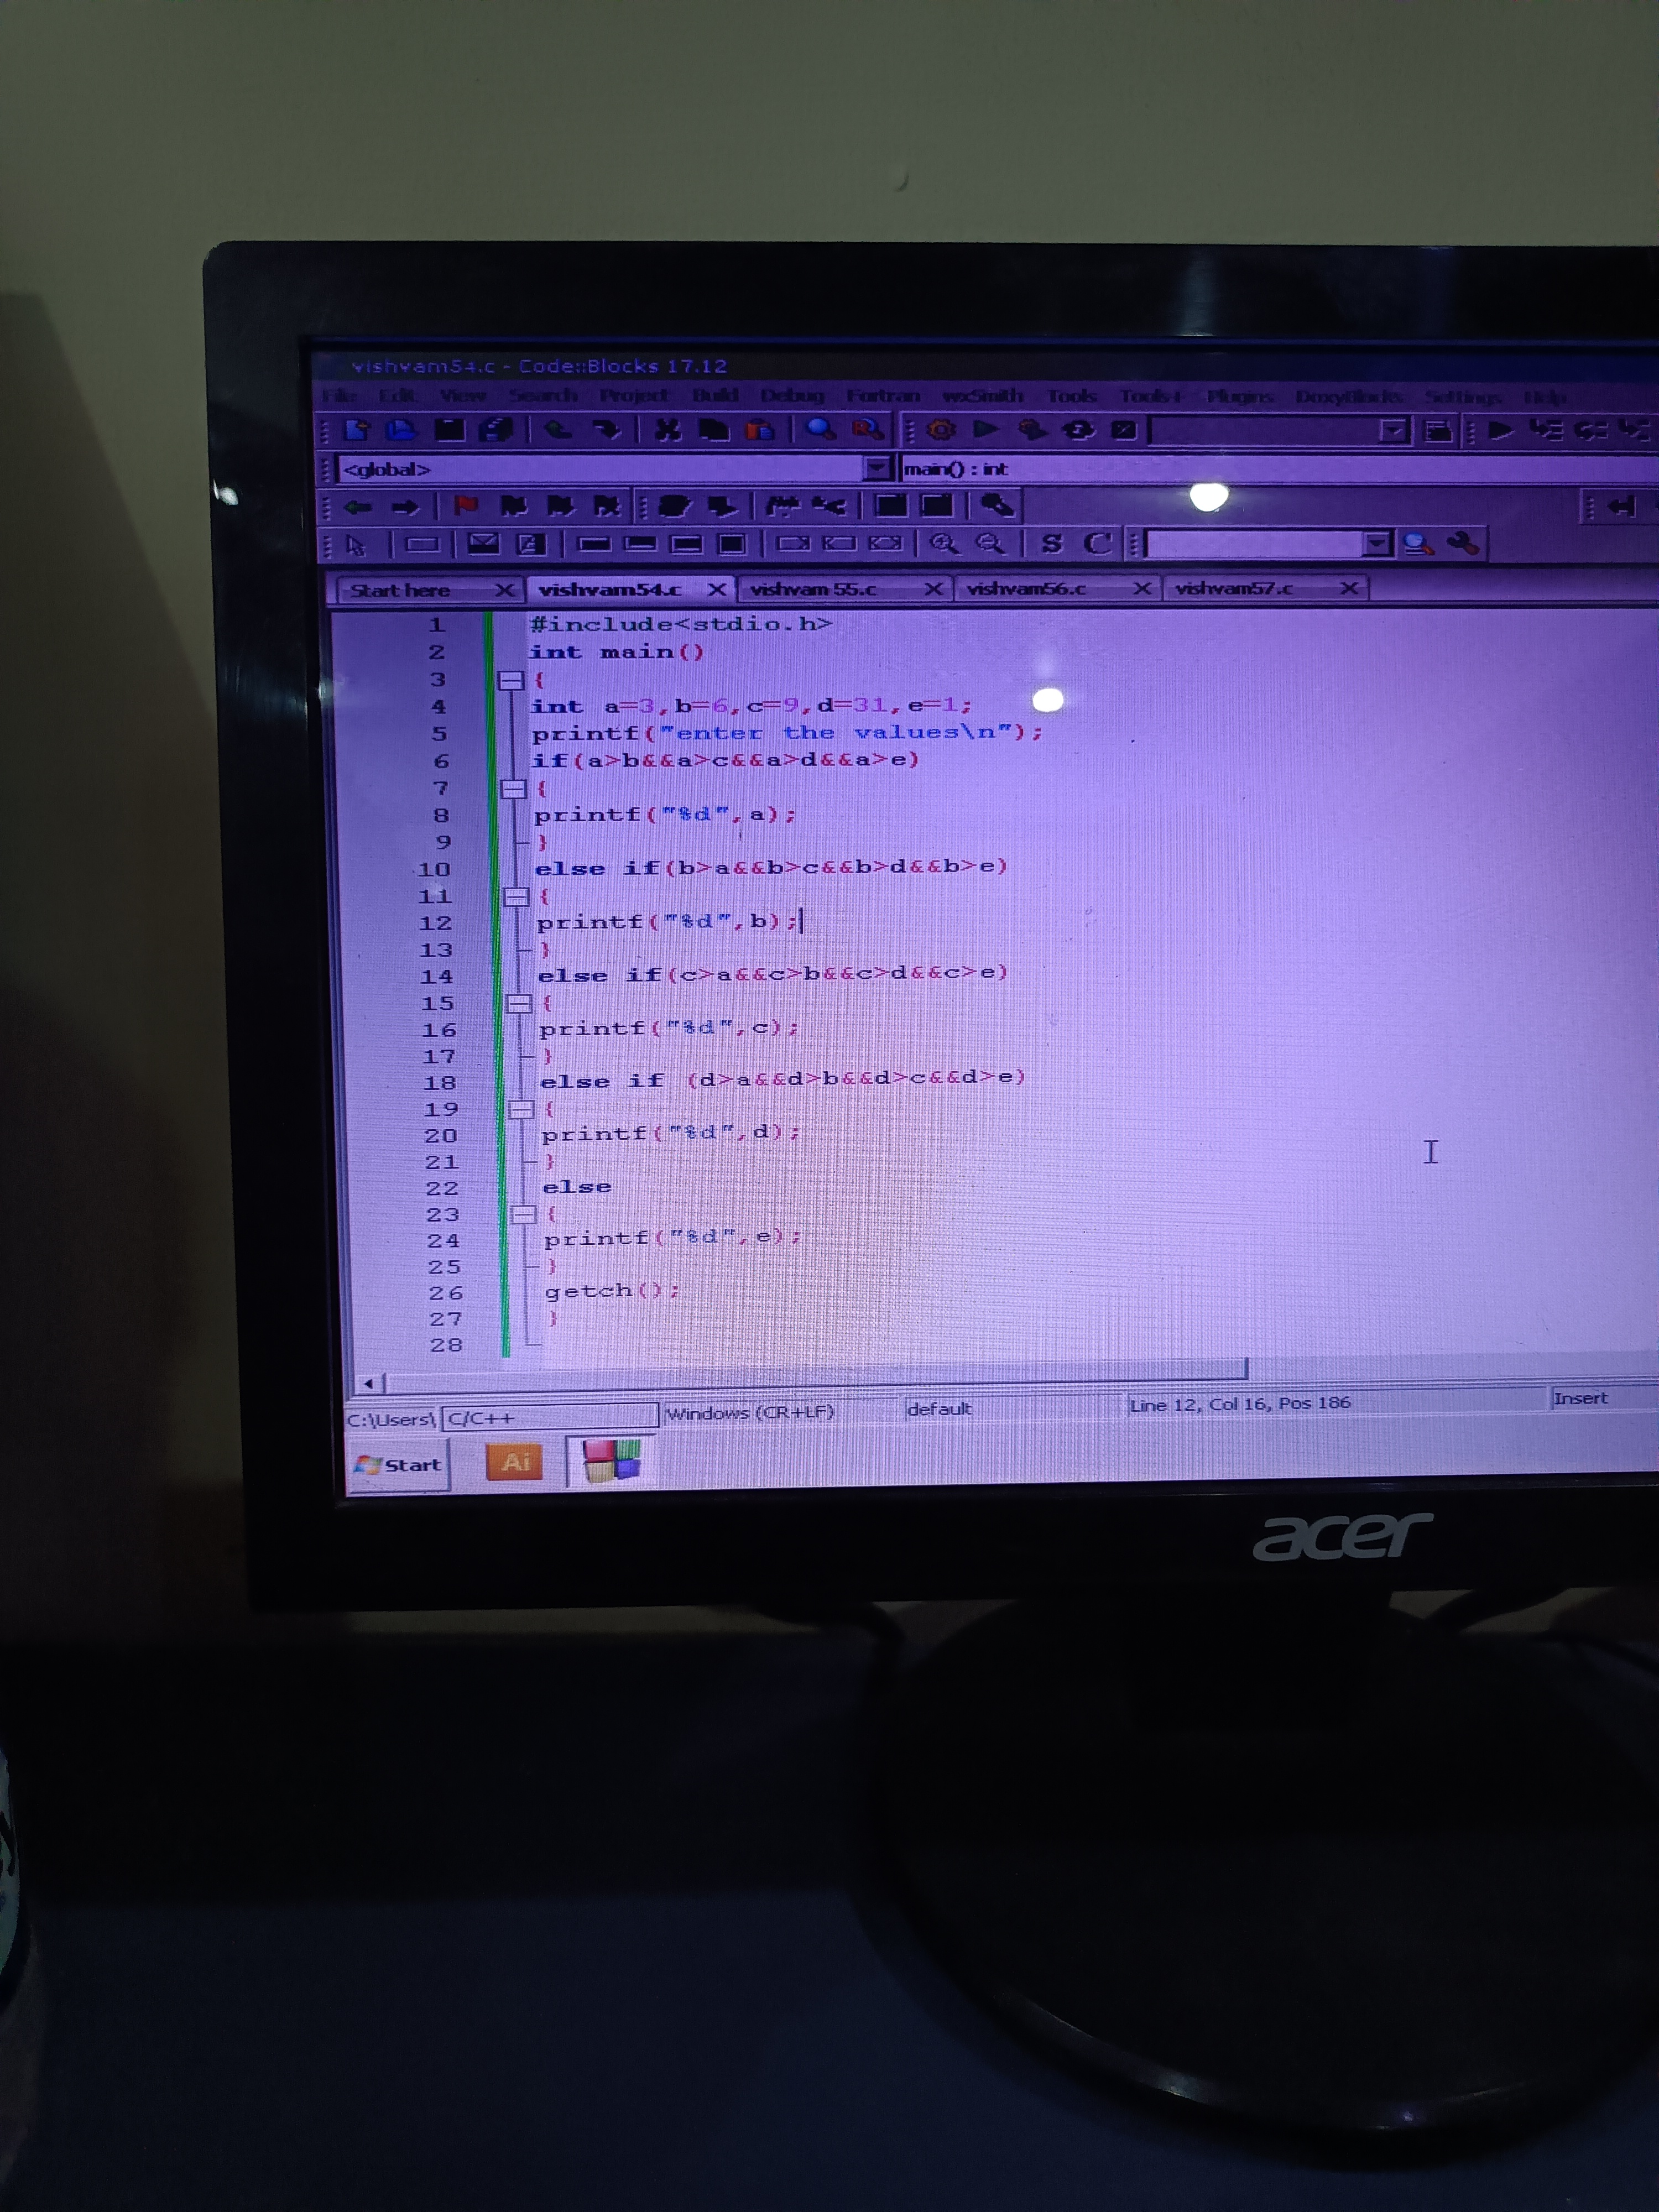 vishvam54.c - Code::Blocks 17.12
File Edit View Search Project Build Debug Fortran wxSmith Tools Tools+ Plugins DoxyBlocks Settings Help
<global> main() : int
S C
Start here vishvam54.c vishvam 55.c vishvam56.c vishvam57.c
1 #include<stdio.h>
2 int main()
3 {
4 int a=3,b=6,c=9,d=31,e=1;
5 printf("enter the values\n");
6 if(a>b&&a>c&&a>d&&a>e)
7 {
8 printf("%d",a);
9 }
10 else if(b>a&&b>c&&b>d&&b>e)
11 {
12 printf("%d",b);
13 }
14 else if(c>a&&c>b&&c>d&&c>e)
15 {
16 printf("%d",c);
17 }
18 else if (d>a&&d>b&&d>c&&d>e)
19 {
20 printf("%d",d);
21 }
22 else
23 {
24 printf("%d",e);
25 }
26 getch();
27 }
28
C:\Users\ C/C++ Windows (CR+LF) default Line 12, Col 16, Pos 186 Insert
Start Ai
acer